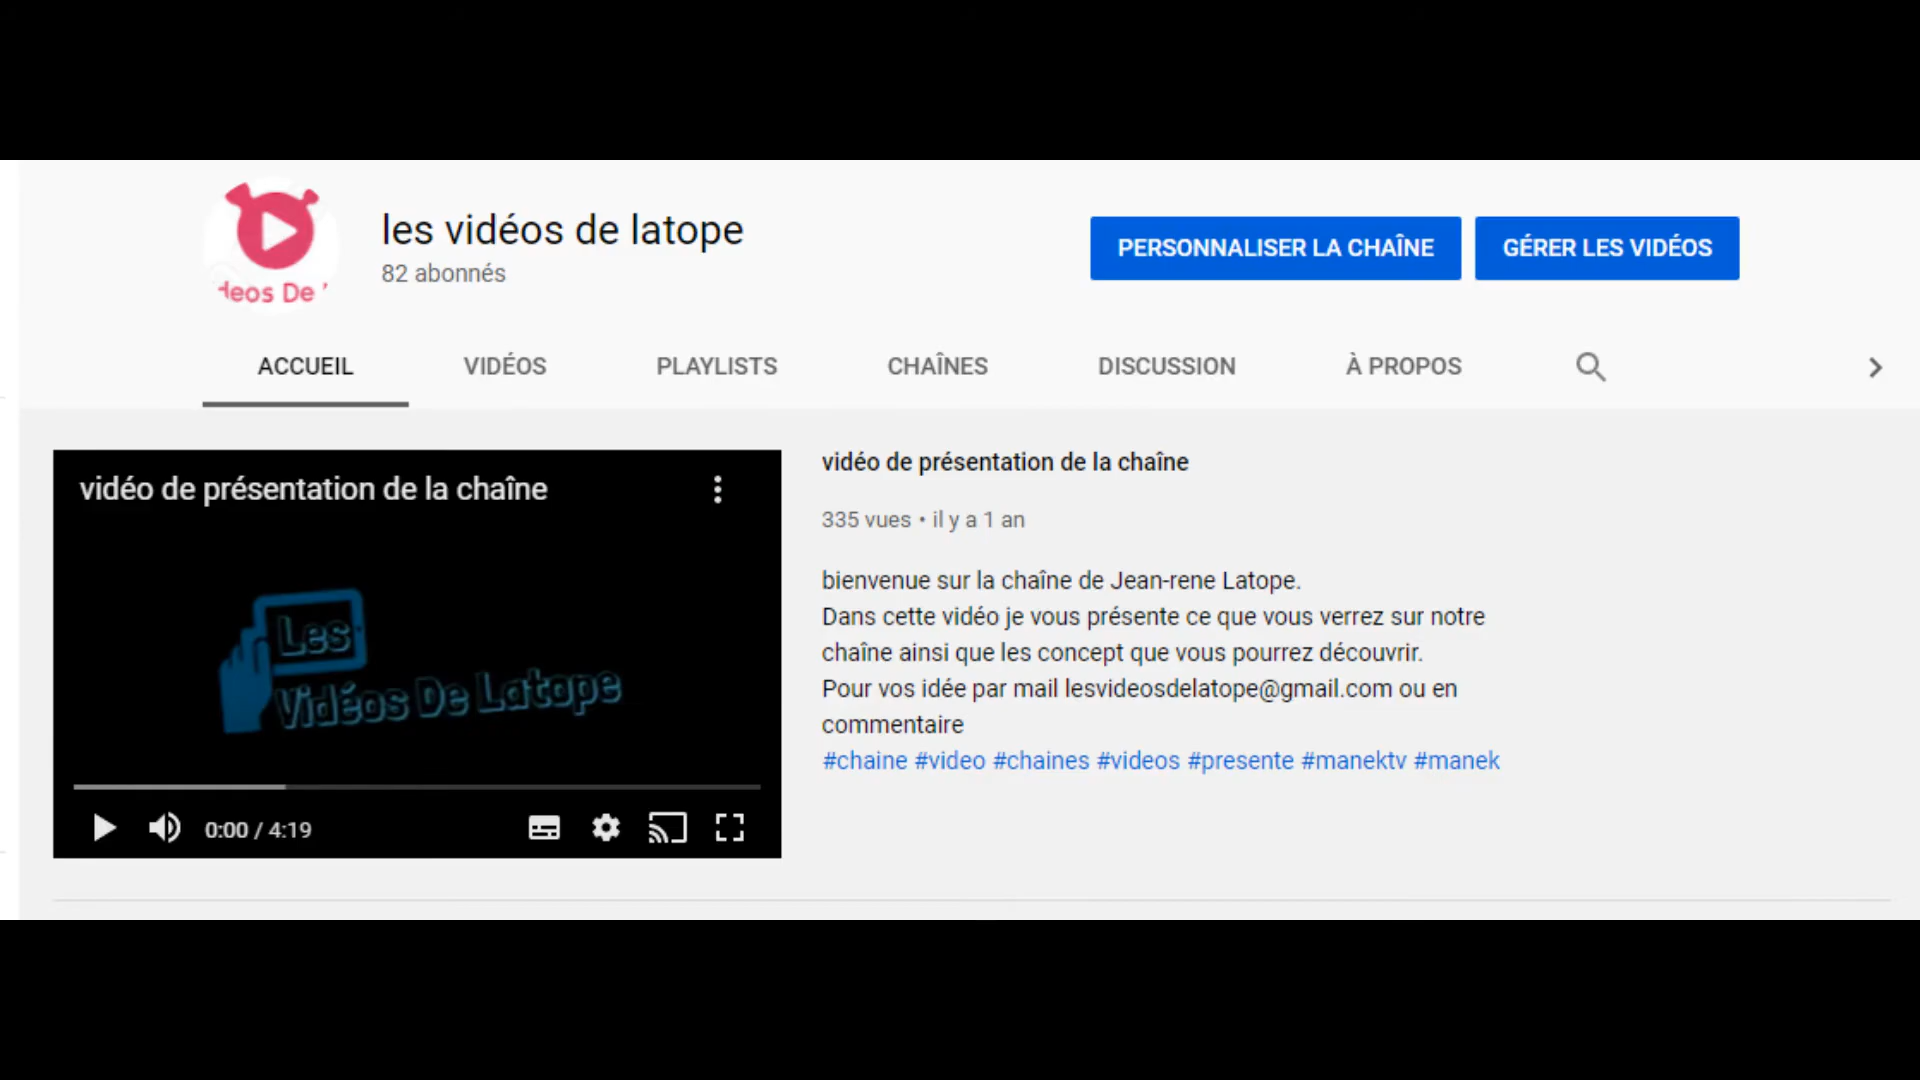 les vidéos de latope
82 abonnés
PERSONNALISER LA CHAÎNE
GÉRER LES VIDÉOS
deos De
ACCUEIL
VIDÉOS
PLAYLISTS
CHAÎNES
DISCUSSION
À PROPOS
vidéo de présentation de la chaîne
Les
Vidéos De Latope
0:00 / 4:19
vidéo de présentation de la chaîne
335 vues • il y a 1 an
bienvenue sur la chaîne de Jean-rene Latope.
Dans cette vidéo je vous présente ce que vous verrez sur notre
chaîne ainsi que les concept que vous pourrez découvrir.
Pour vos idée par mail lesvideosdelatope@gmail.com ou en
commentaire
#chaine #video #chaines #videos #presente #manektv #manek